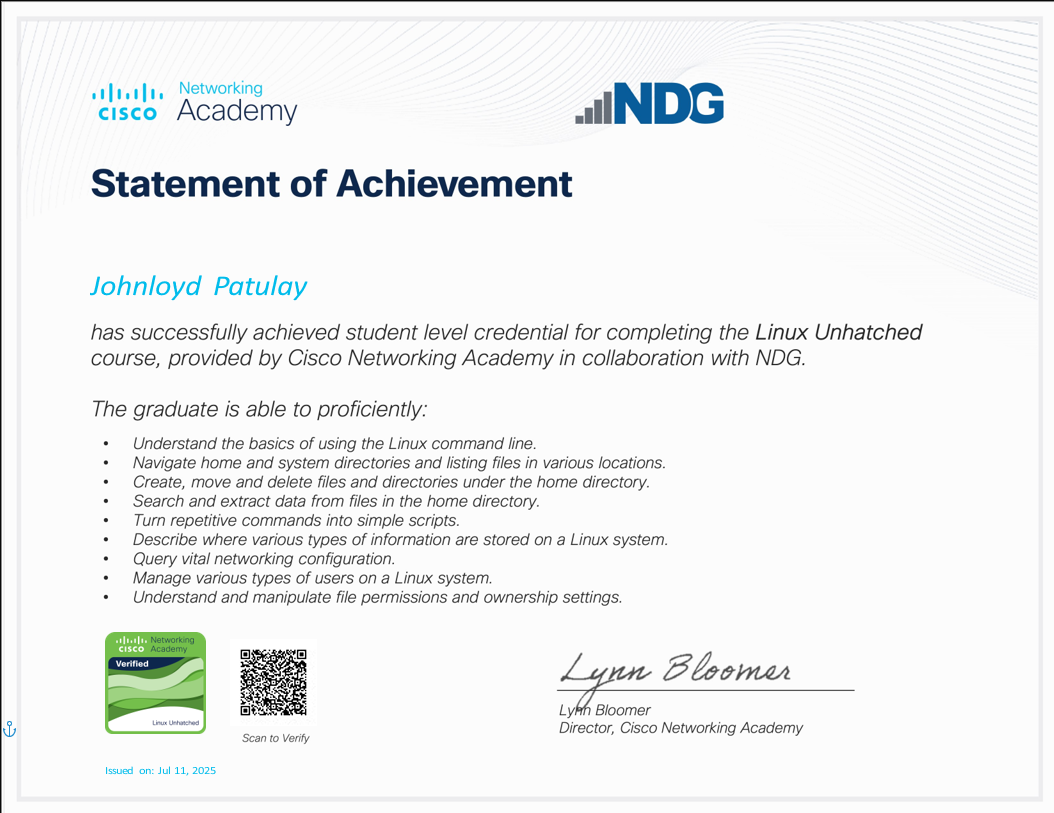 Networking
Academy
CISCO
NDG
Statement of Achievement
Johnloyd Patulay
has successfully achieved student level credential for completing the Linux Unhatched
course, provided by Cisco Networking Academy in collaboration with NDG.
The graduate is able to proficiently:
• Understand the basics of using the Linux command line.
• Navigate home and system directories and listing files in various locations.
• Create, move and delete files and directories under the home directory.
• Search and extract data from files in the home directory.
• Turn repetitive commands into simple scripts.
• Describe where various types of information are stored on a Linux system.
• Query vital networking configuration.
• Manage various types of users on a Linux system.
• Understand and manipulate file permissions and ownership settings.
Networking
CISCO Academy
Verified
Linux Unhatched
Scan to Verify
Lynn Bloomer
Lynn Bloomer
Director, Cisco Networking Academy
Issued on: Jul 11, 2025